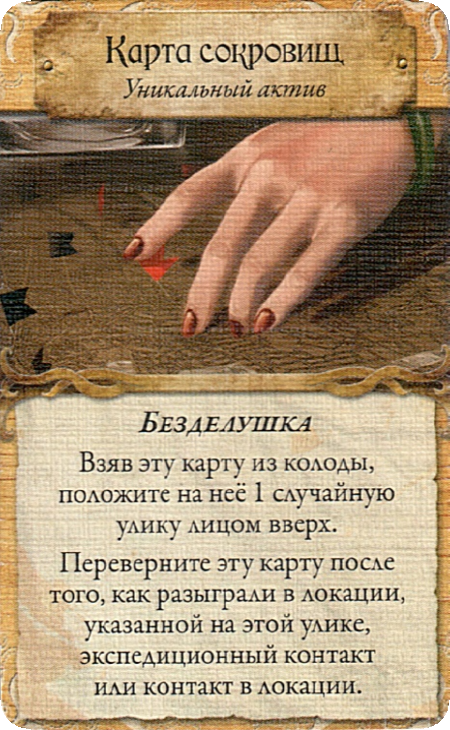 Карта сокровищ
Уникальный актив
Безделушка
Взяв эту карту из колоды,
положите на неё 1 случайную
улику лицом вверх.
Переверните эту карту после
того, как разыграли в локации,
указанной на этой улике,
экспедиционный контакт
или контакт в локации.